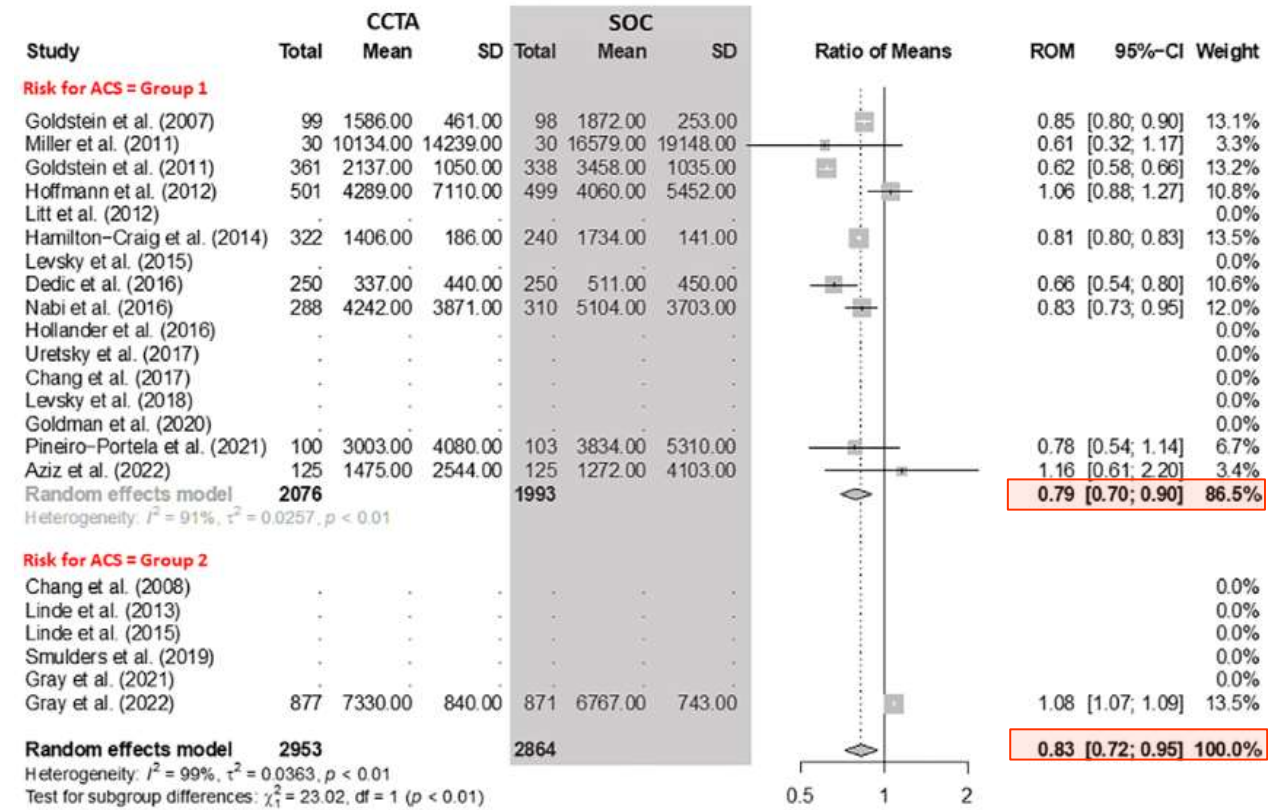 CCTA SOC
Study Total Mean SD Total Mean SD Ratio of Means ROM 95%−CI Weight
Risk for ACS = Group 1
Goldstein et al. (2007) 99 1586.00 461.00 98 1872.00 253.00 0.85 [0.80; 0.90] 13.1%
Miller et al. (2011) 30 10134.00 14239.00 30 16579.00 19148.00 0.61 [0.32; 1.17] 3.3%
Goldstein et al. (2011) 361 2137.00 1050.00 338 3458.00 1035.00 0.62 [0.58; 0.66] 13.2%
Hoffmann et al. (2012) 501 4289.00 7110.00 499 4060.00 5452.00 1.06 [0.88; 1.27] 10.8%
Litt et al. (2012) . . . . . . 0.0%
Hamilton−Craig et al. (2014) 322 1406.00 186.00 240 1734.00 141.00 0.81 [0.80; 0.83] 13.5%
Levsky et al. (2015) . . . . . . 0.0%
Dedic et al. (2016) 250 337.00 440.00 250 511.00 450.00 0.66 [0.54; 0.80] 10.6%
Nabi et al. (2016) 288 4242.00 3871.00 310 5104.00 3703.00 0.83 [0.73; 0.95] 12.0%
Hollander et al. (2016) . . . . . . 0.0%
Uretsky et al. (2017) . . . . . . 0.0%
Chang et al. (2017) . . . . . . 0.0%
Levsky et al. (2018) . . . . . . 0.0%
Goldman et al. (2020) . . . . . . 0.0%
Pineiro−Portela et al. (2021) 100 3003.00 4080.00 103 3834.00 5310.00 0.78 [0.54; 1.14] 6.7%
Aziz et al. (2022) 125 1475.00 2544.00 125 1272.00 4103.00 1.16 [0.61; 2.20] 3.4%
Random effects model 2076 1993 0.79 [0.70; 0.90] 86.5%
Heterogeneity: I² = 91%, τ² = 0.0257, p < 0.01
Risk for ACS = Group 2
Chang et al. (2008) . . . . . . 0.0%
Linde et al. (2013) . . . . . . 0.0%
Linde et al. (2015) . . . . . . 0.0%
Smulders et al. (2019) . . . . . . 0.0%
Gray et al. (2021) . . . . . . 0.0%
Gray et al. (2022) 877 7330.00 840.00 871 6767.00 743.00 1.08 [1.07; 1.09] 13.5%
Random effects model 2953 2864 0.83 [0.72; 0.95] 100.0%
Heterogeneity: I² = 99%, τ² = 0.0363, p < 0.01
Test for subgroup differences: χ²₁ = 23.02, df = 1 (p < 0.01)
0.5 1 2